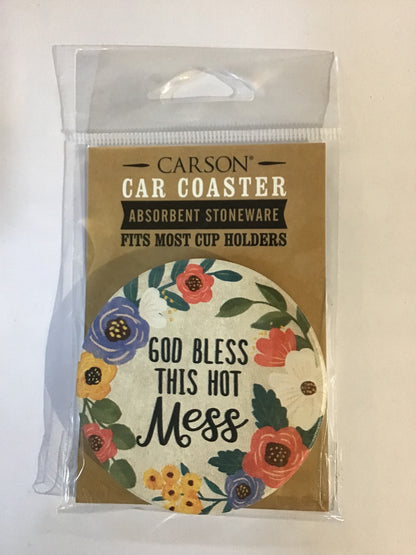 CARSON®
CAR COASTER
ABSORBENT STONEWARE
FITS MOST CUP HOLDERS
GOD BLESS
THIS HOT
Mess